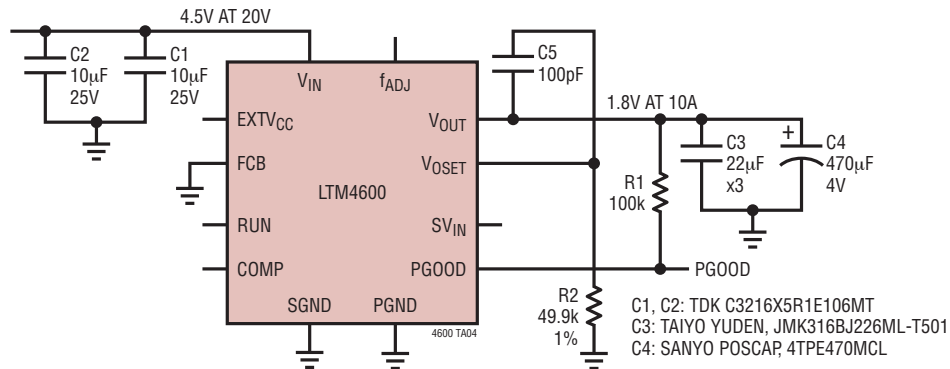 4.5V AT 20V
C2
10µF
25V
C1
10µF
25V
C5
100pF
VIN
fADJ
1.8V AT 10A
EXTVCC
VOUT
FCB
VOSET
LTM4600
C3
22µF
x3
+
C4
470µF
4V
R1
100k
RUN
SVIN
COMP
PGOOD
PGOOD
SGND
PGND
R2
49.9k
1%
4600 TA04
C1, C2: TDK C3216X5R1E106MT
C3: TAIYO YUDEN, JMK316BJ226ML-T501
C4: SANYO POSCAP, 4TPE470MCL